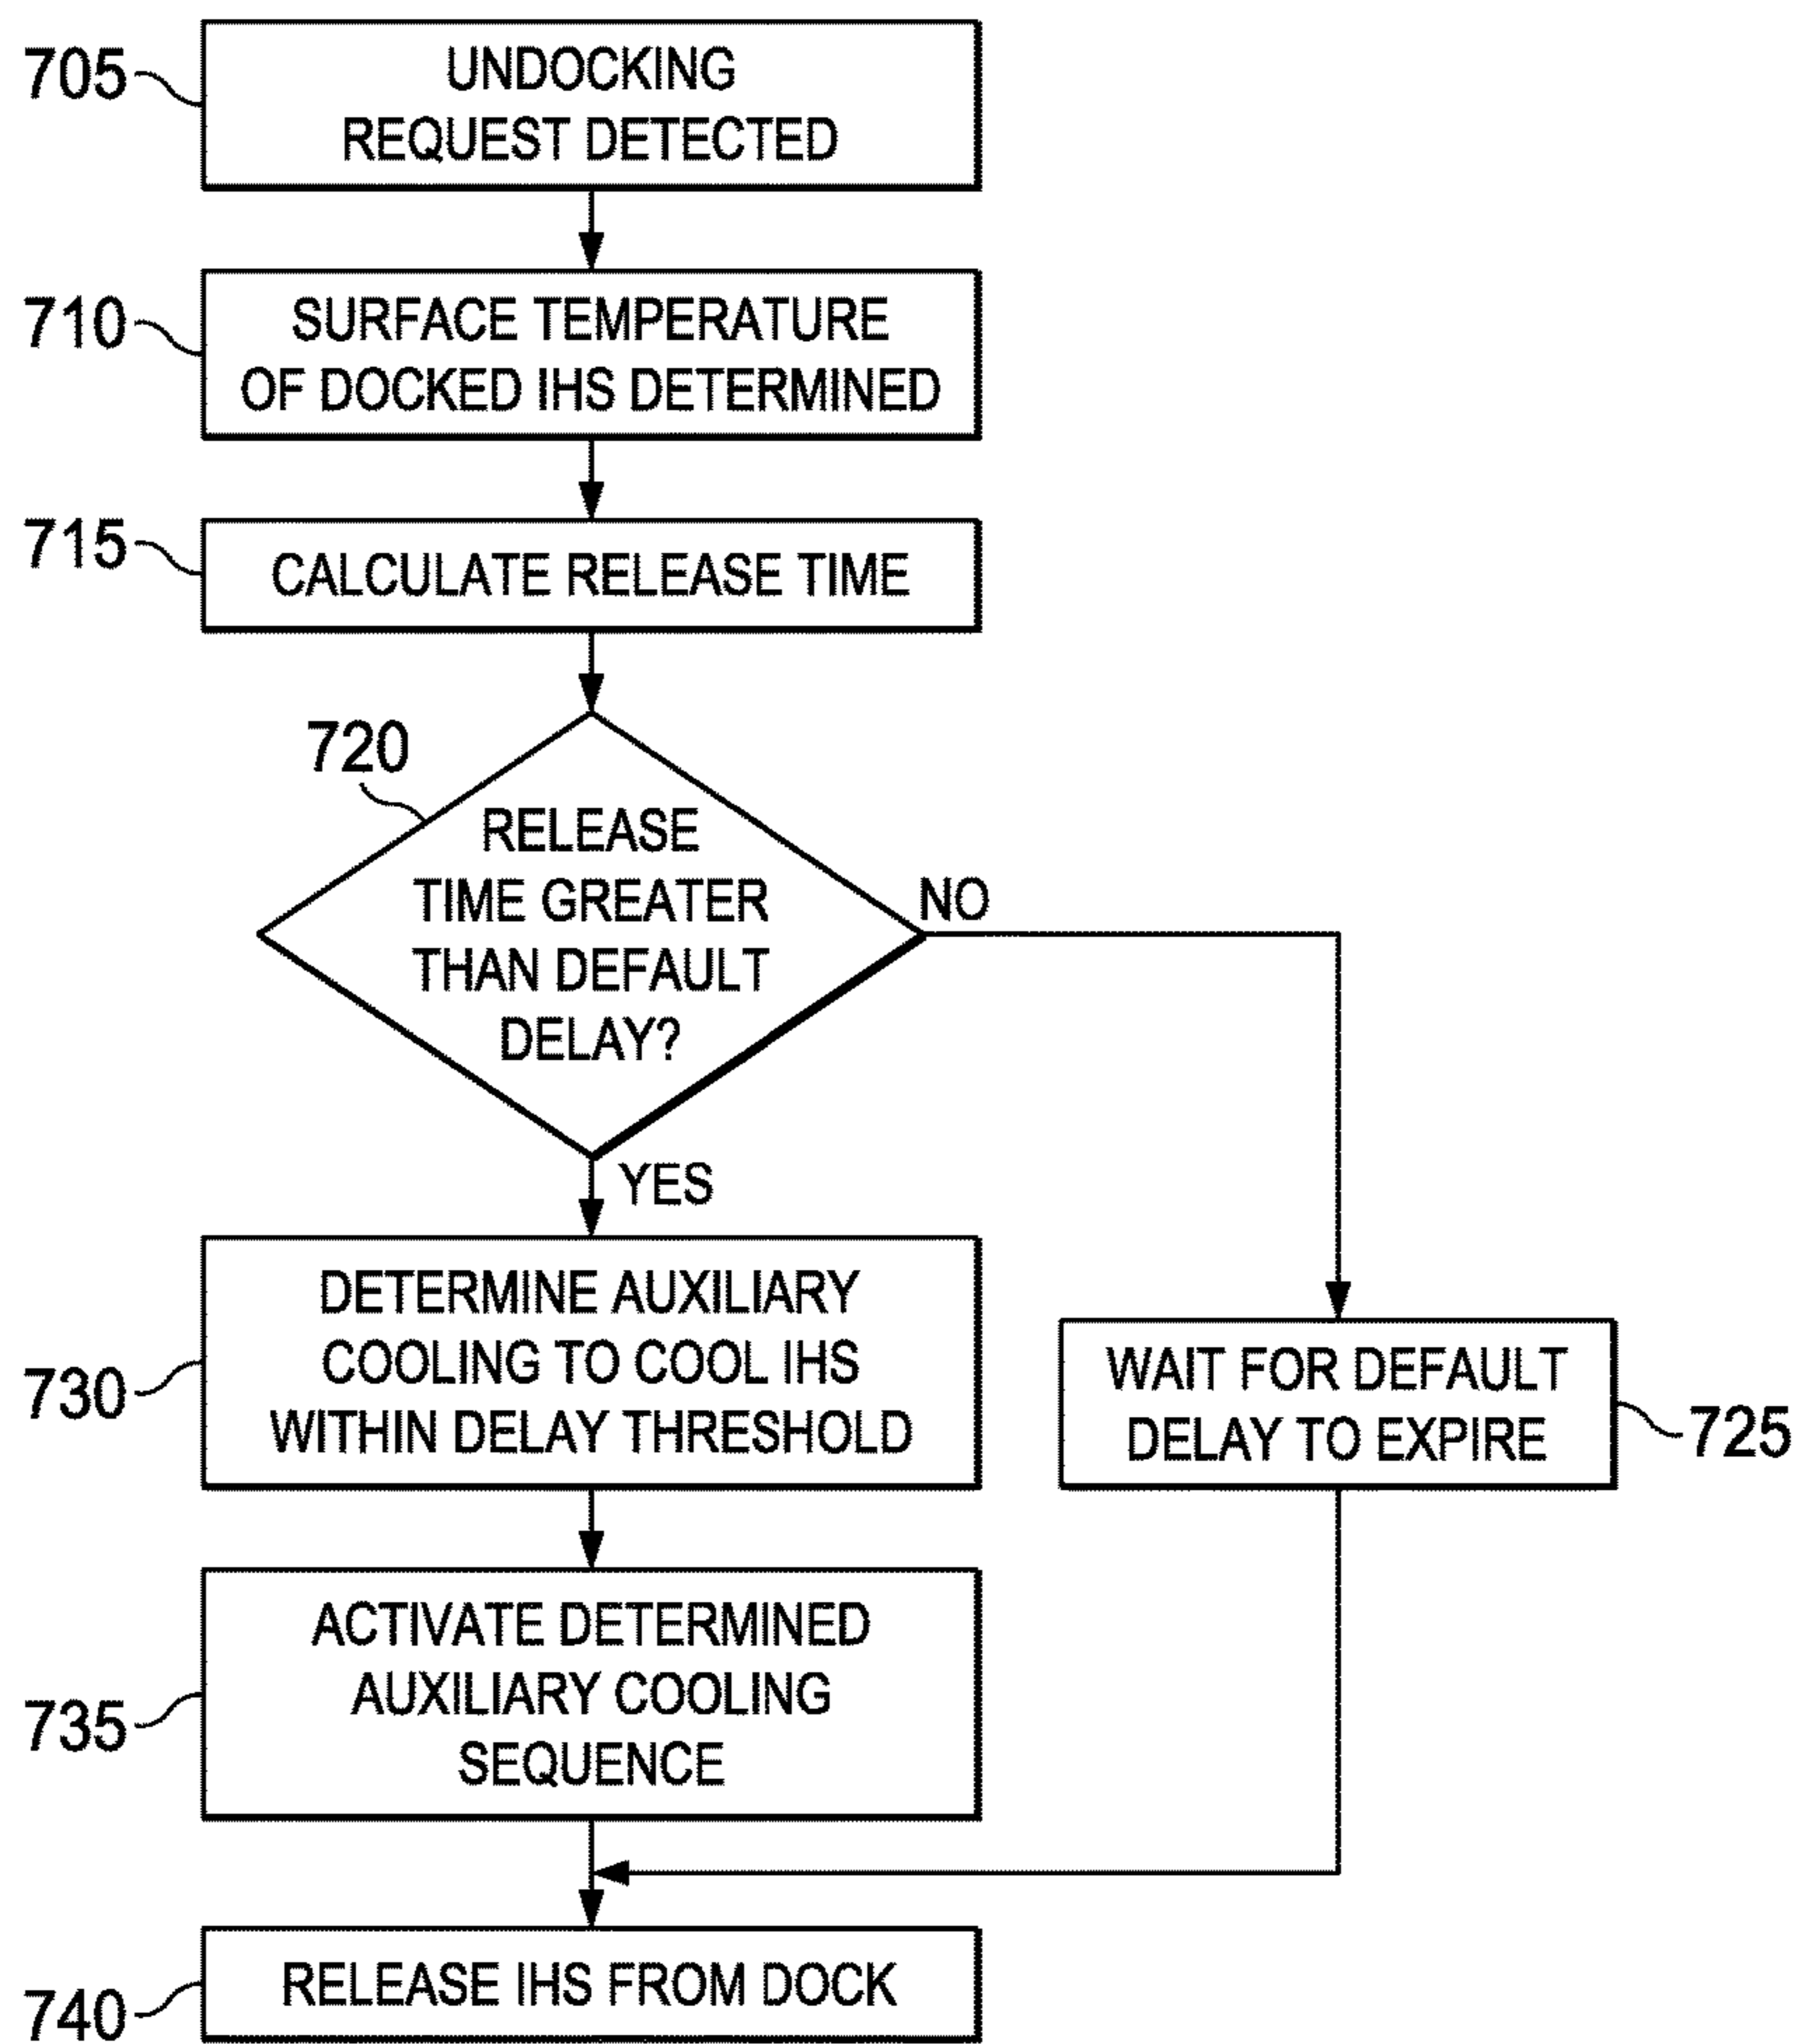 705
UNDOCKING
REQUEST DETECTED
710
SURFACE TEMPERATURE
OF DOCKED IHS DETERMINED
715
CALCULATE RELEASE TIME
720
RELEASE
TIME GREATER
THAN DEFAULT
DELAY?
NO
YES
730
DETERMINE AUXILIARY
COOLING TO COOL IHS
WITHIN DELAY THRESHOLD
WAIT FOR DEFAULT
DELAY TO EXPIRE
725
735
ACTIVATE DETERMINED
AUXILIARY COOLING
SEQUENCE
740
RELEASE IHS FROM DOCK